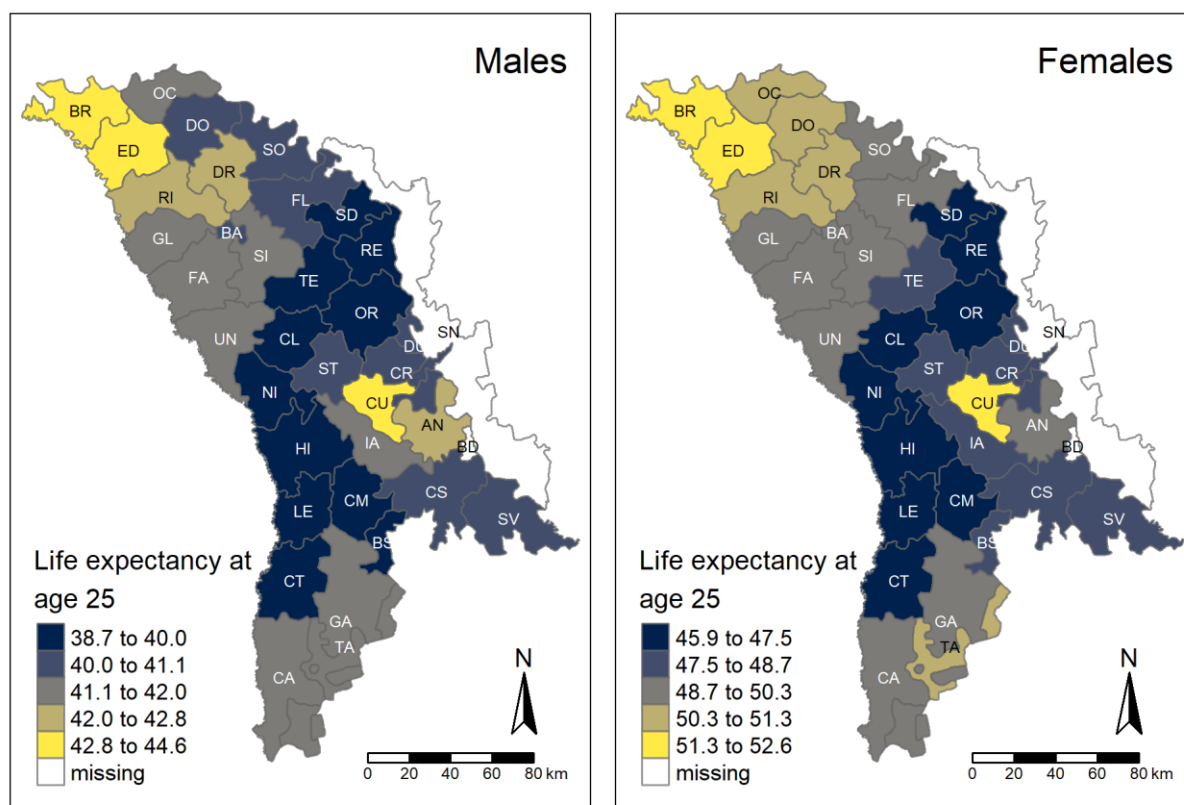 Males
OC
BR
DO
ED
SO
DR
RI
FL
SD
BA
GL
SI
RE
FA
TE
OR
UN
CL
SN
DU
ST
CR
NI
CU
AN
IA
BD
HI
CS
CM
LE
SV
BS
CT
GA
TA
CA
Life expectancy at
age 25
38.7 to 40.0
40.0 to 41.1
41.1 to 42.0
42.0 to 42.8
42.8 to 44.6
missing
N
0 20 40 60 80 km
Females
OC
BR
DO
ED
SO
DR
RI
FL
SD
BA
GL
SI
RE
FA
TE
OR
UN
CL
SN
DU
ST
CR
NI
CU
AN
IA
BD
HI
CS
CM
LE
SV
BS
CT
GA
TA
CA
Life expectancy at
age 25
45.9 to 47.5
47.5 to 48.7
48.7 to 50.3
50.3 to 51.3
51.3 to 52.6
missing
N
0 20 40 60 80 km